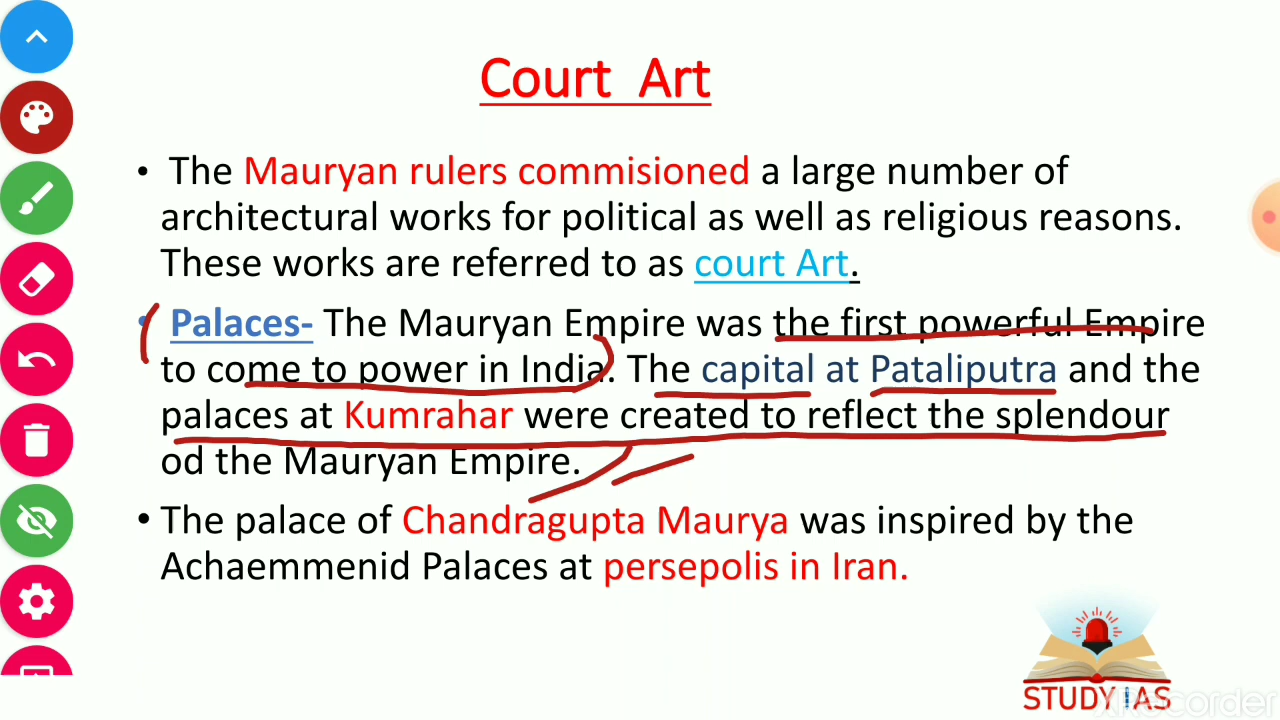 Court Art
• The Mauryan rulers commisioned a large number of
architectural works for political as well as religious reasons.
These works are referred to as court Art.
• Palaces- The Mauryan Empire was the first powerful Empire
to come to power in India. The capital at Pataliputra and the
palaces at Kumrahar were created to reflect the splendour
od the Mauryan Empire.
• The palace of Chandragupta Maurya was inspired by the
Achaemmenid Palaces at persepolis in Iran.
STUDY IAS
XRecorder